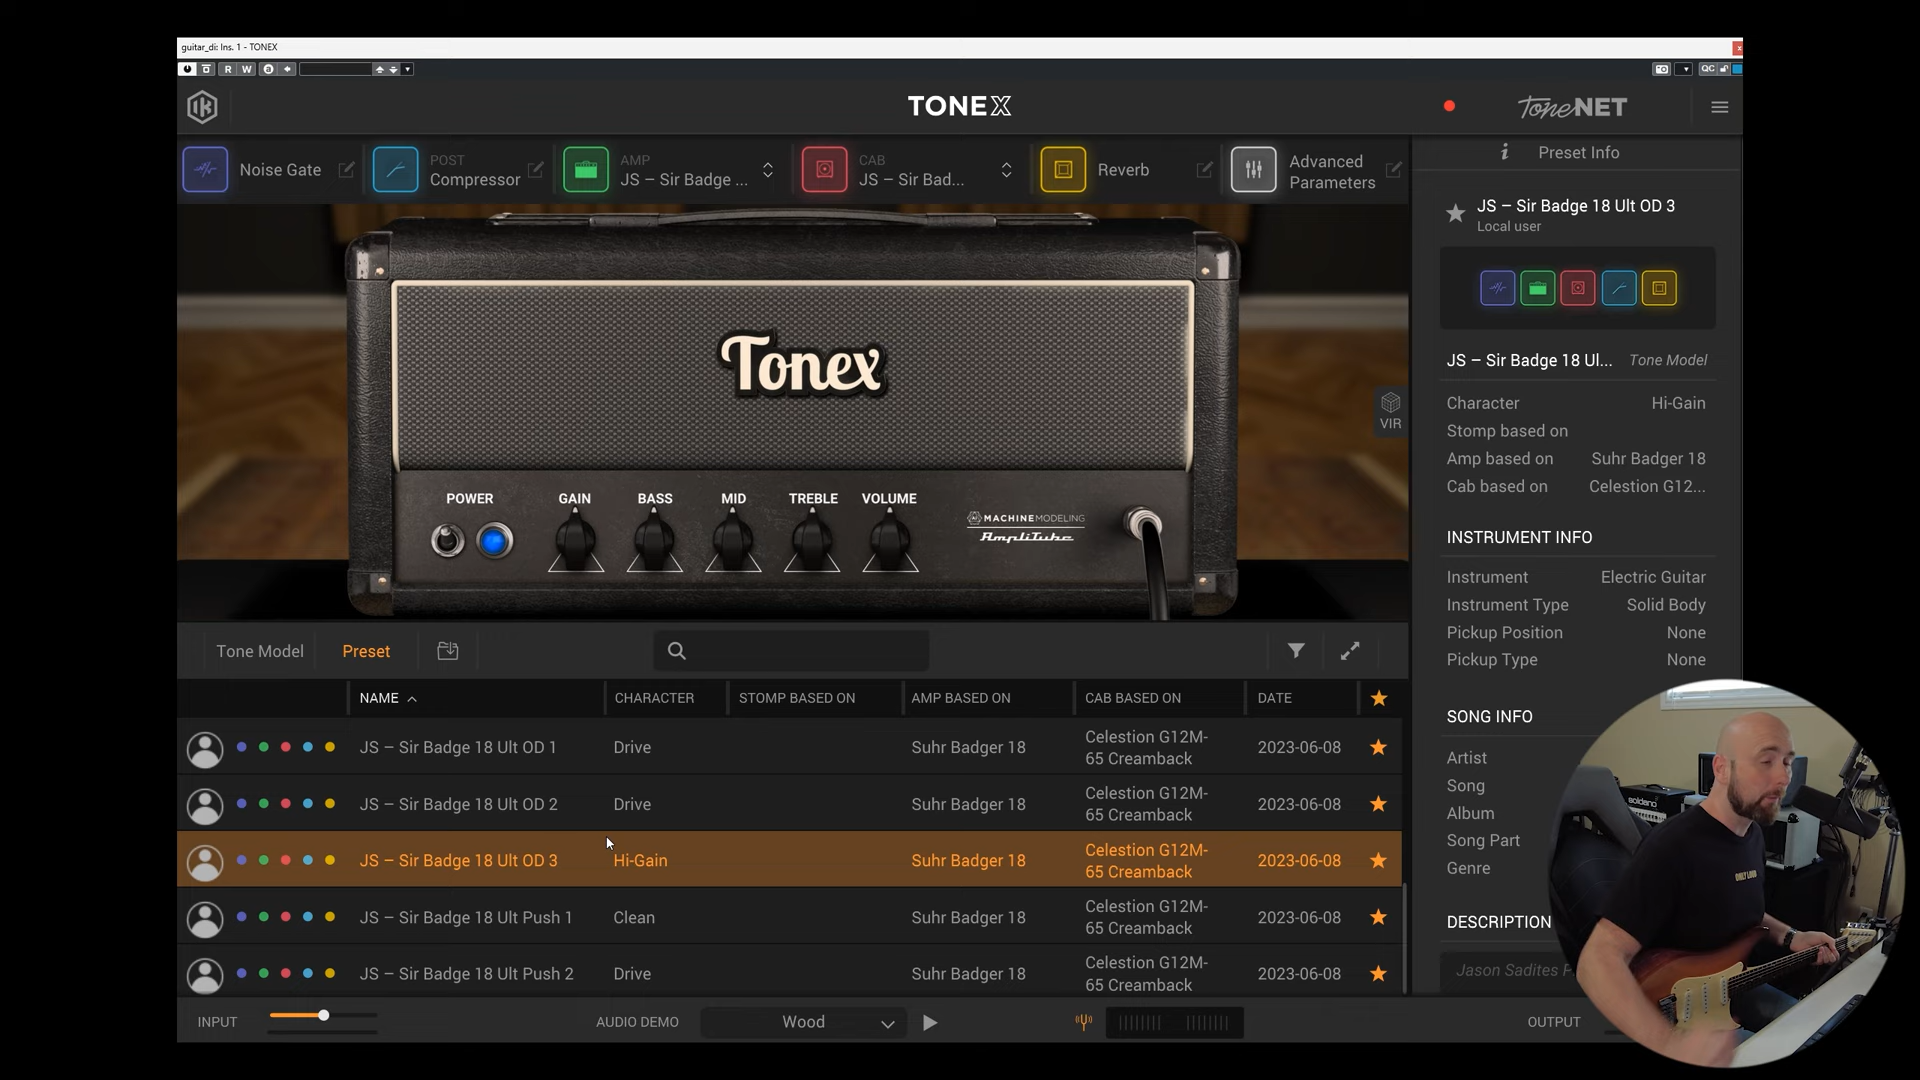 guitar_di: Ins. 1 - TONEX
R W
QC
TONEX
ToneNET
Noise Gate
POST
Compressor
AMP
JS – Sir Badge ...
CAB
JS – Sir Bad...
Reverb
Advanced
Parameters
Preset Info
JS – Sir Badge 18 Ult OD 3
Local user
Tonex
VIR
POWER
GAIN
BASS
MID
TREBLE
VOLUME
MACHINEMODELING
AmpliTube
JS – Sir Badge 18 Ul...
Tone Model
Character
Hi-Gain
Stomp based on
Amp based on
Suhr Badger 18
Cab based on
Celestion G12...
INSTRUMENT INFO
Instrument
Electric Guitar
Instrument Type
Solid Body
Pickup Position
None
Pickup Type
None
SONG INFO
Artist
Song
Album
Song Part
Genre
DESCRIPTION
Jason Sadites P
Tone Model
Preset
NAME
CHARACTER
STOMP BASED ON
AMP BASED ON
CAB BASED ON
DATE
JS – Sir Badge 18 Ult OD 1
Drive
Suhr Badger 18
Celestion G12M-
65 Creamback
2023-06-08
JS – Sir Badge 18 Ult OD 2
Drive
Suhr Badger 18
Celestion G12M-
65 Creamback
2023-06-08
JS – Sir Badge 18 Ult OD 3
Hi-Gain
Suhr Badger 18
Celestion G12M-
65 Creamback
2023-06-08
JS – Sir Badge 18 Ult Push 1
Clean
Suhr Badger 18
Celestion G12M-
65 Creamback
2023-06-08
JS – Sir Badge 18 Ult Push 2
Drive
Suhr Badger 18
Celestion G12M-
65 Creamback
2023-06-08
INPUT
AUDIO DEMO
Wood
OUTPUT
soldano
ONLY LOUD